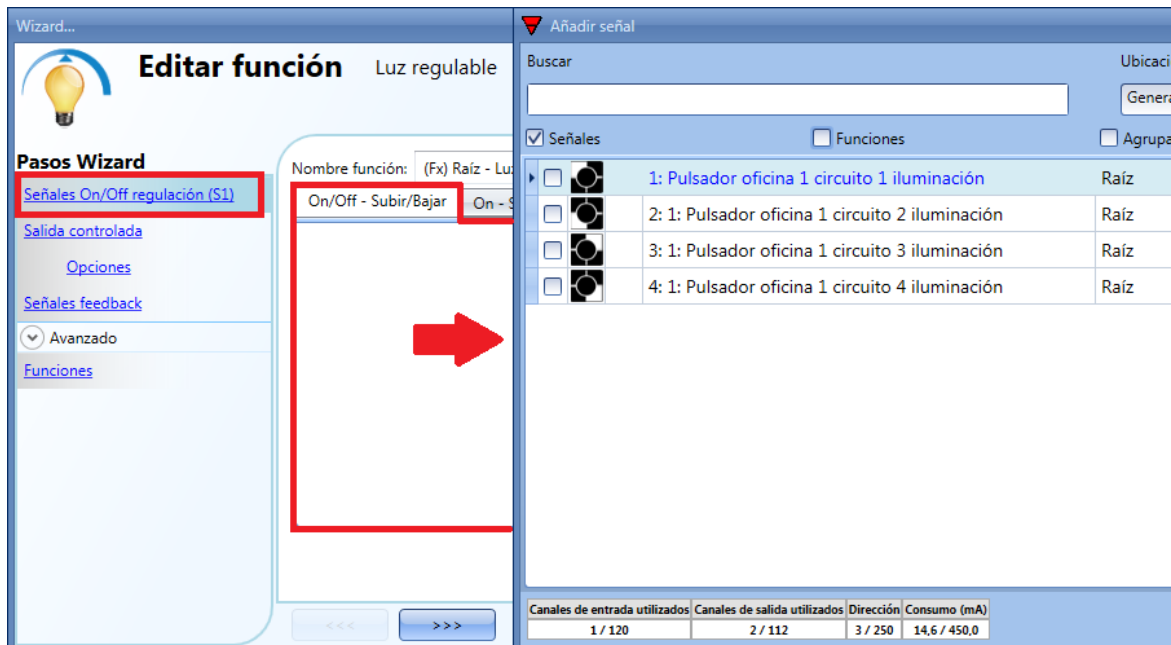 Wizard...
Editar función Luz regulable
Pasos Wizard
Señales On/Off regulación (S1)
Salida controlada
Opciones
Señales feedback
Avanzado
Funciones
Nombre función: (Fx) Raíz - Lu
On/Off - Subir/Bajar On - S
<<< >>>
Añadir señal
Buscar Ubicaci
Genera
Señales Funciones Agrupa
1: Pulsador oficina 1 circuito 1 iluminación Raíz
2: 1: Pulsador oficina 1 circuito 2 iluminación Raíz
3: 1: Pulsador oficina 1 circuito 3 iluminación Raíz
4: 1: Pulsador oficina 1 circuito 4 iluminación Raíz
Canales de entrada utilizados Canales de salida utilizados Dirección Consumo (mA)
1 / 120 2 / 112 3 / 250 14,6 / 450,0